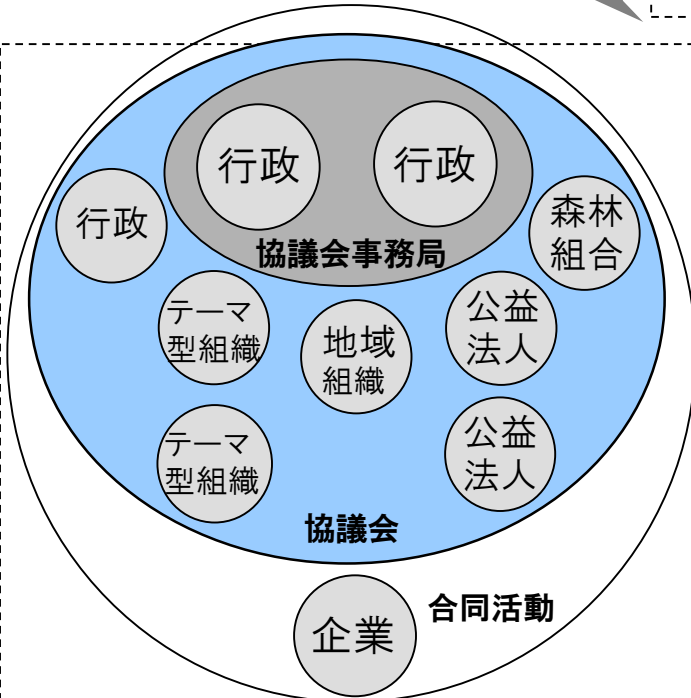 行政
行政
行政
森林
組合
協議会事務局
テーマ
型組織
地域
組織
公益
法人
テーマ
型組織
公益
法人
協議会
合同活動
企業